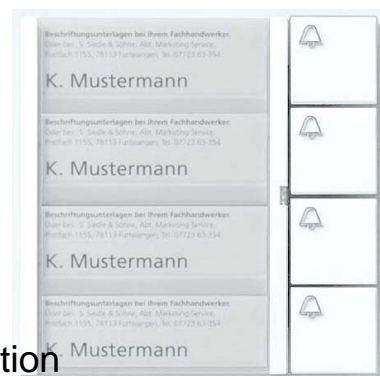 Beschriftungsunterlagen bei Ihrem Fachhandwerker.
Oder bei: S. Siedle & Söhne, Abt. Marketing-Service,
Postfach 1155, 78113 Furtwangen, Tel. 07723 63-354
K. Mustermann
Beschriftungsunterlagen bei Ihrem Fachhandwerker.
Oder bei: S. Siedle & Söhne, Abt. Marketing-Service,
Postfach 1155, 78113 Furtwangen, Tel. 07723 63-354
K. Mustermann
Beschriftungsunterlagen bei Ihrem Fachhandwerker.
Oder bei: S. Siedle & Söhne, Abt. Marketing-Service,
Postfach 1155, 78113 Furtwangen, Tel. 07723 63-354
K. Mustermann
Beschriftungsunterlagen bei Ihrem Fachhandwerker.
Oder bei: S. Siedle & Söhne, Abt. Marketing-Service,
Postfach 1155, 78113 Furtwangen, Tel. 07723 63-354
K. Mustermann
tion